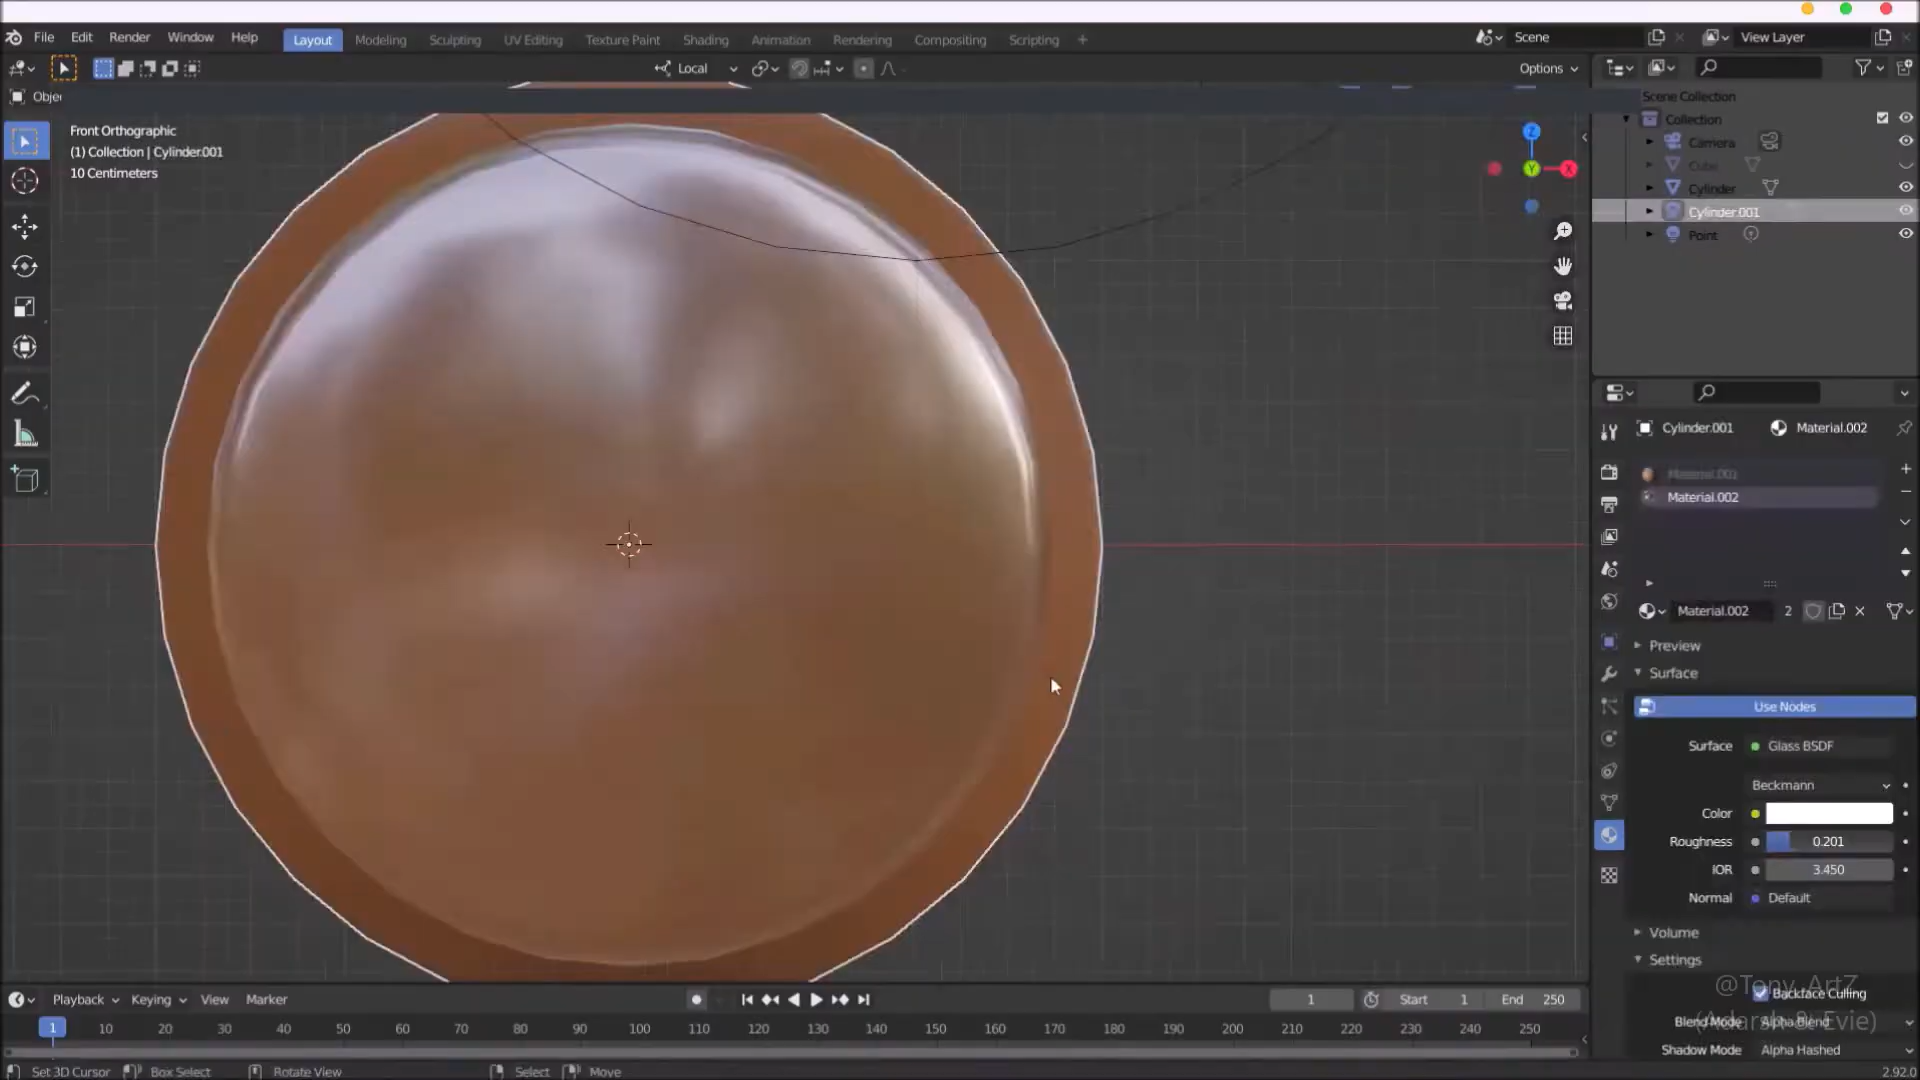 File Edit Render Window Help Layout Modeling Sculpting UV Editing Texture Paint Shading Animation Rendering Compositing Scripting + Scene View Layer
Local Options
Objec
Front Orthographic
(1) Collection | Cylinder.001
10 Centimeters
Z
Y
X
Scene Collection
Collection
Camera
Cube
Cylinder
Cylinder.001
Point
Cylinder.001 Material.002
Material.001
Material.002
Material.002 2
Preview
Surface
Use Nodes
Surface Glass BSDF
Beckmann
Color
Roughness 0.201
IOR 3.450
Normal Default
Volume
Settings
@Tony_ArtZ
Backface Culling
(Adarsh & Evie)
Blend Mode Alpha Blend
Shadow Mode Alpha Hashed
Playback Keying View Marker 1 Start 1 End 250
1 10 20 30 40 50 60 70 80 90 100 110 120 130 140 150 160 170 180 190 200 210 220 230 240 250
Set 3D Cursor Box Select Rotate View Select Move 2.92.0